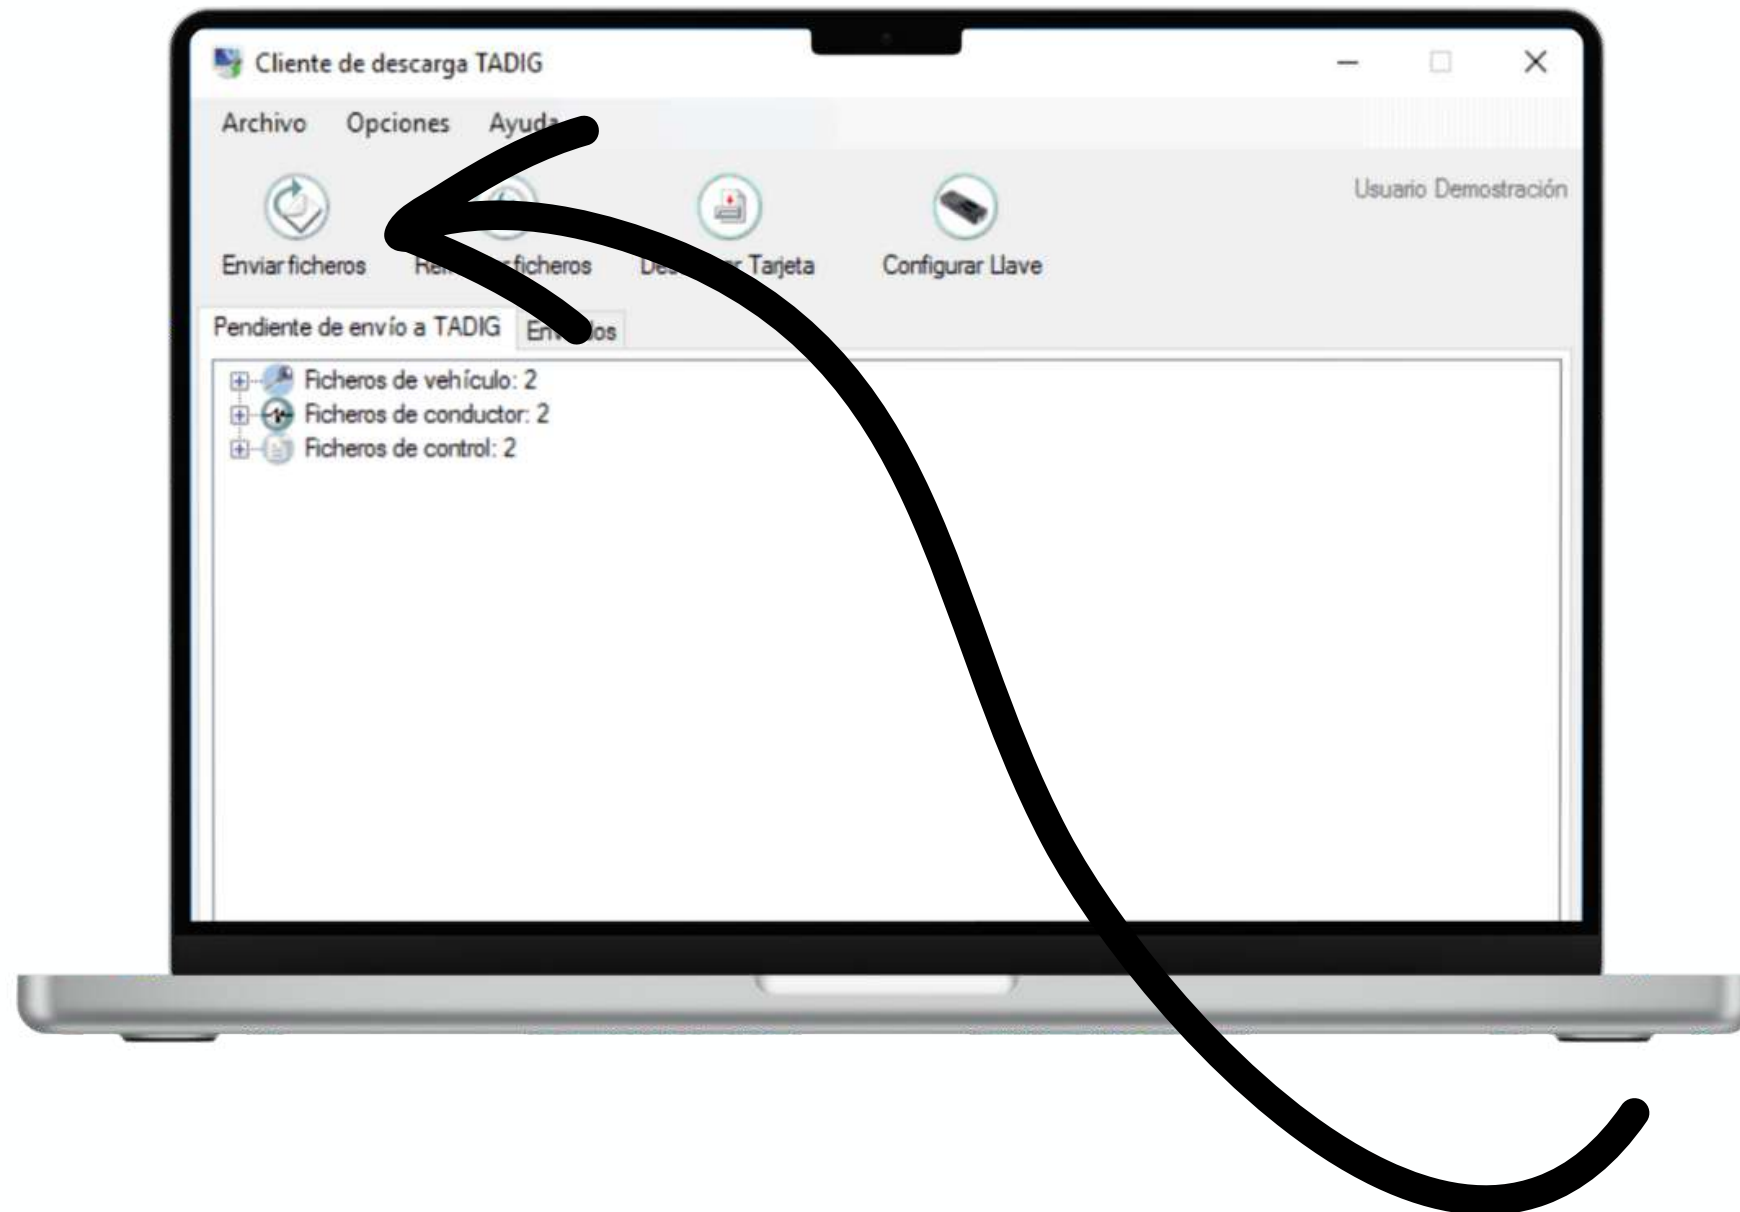 Cliente de descarga TADIG
Archivo Opciones Ayuda
Usuario Demostración
Enviar ficheros ficheros Tarjeta Configurar Llave
Pendiente de envío a TADIG
Ficheros de vehículo: 2
Ficheros de conductor: 2
Ficheros de control: 2